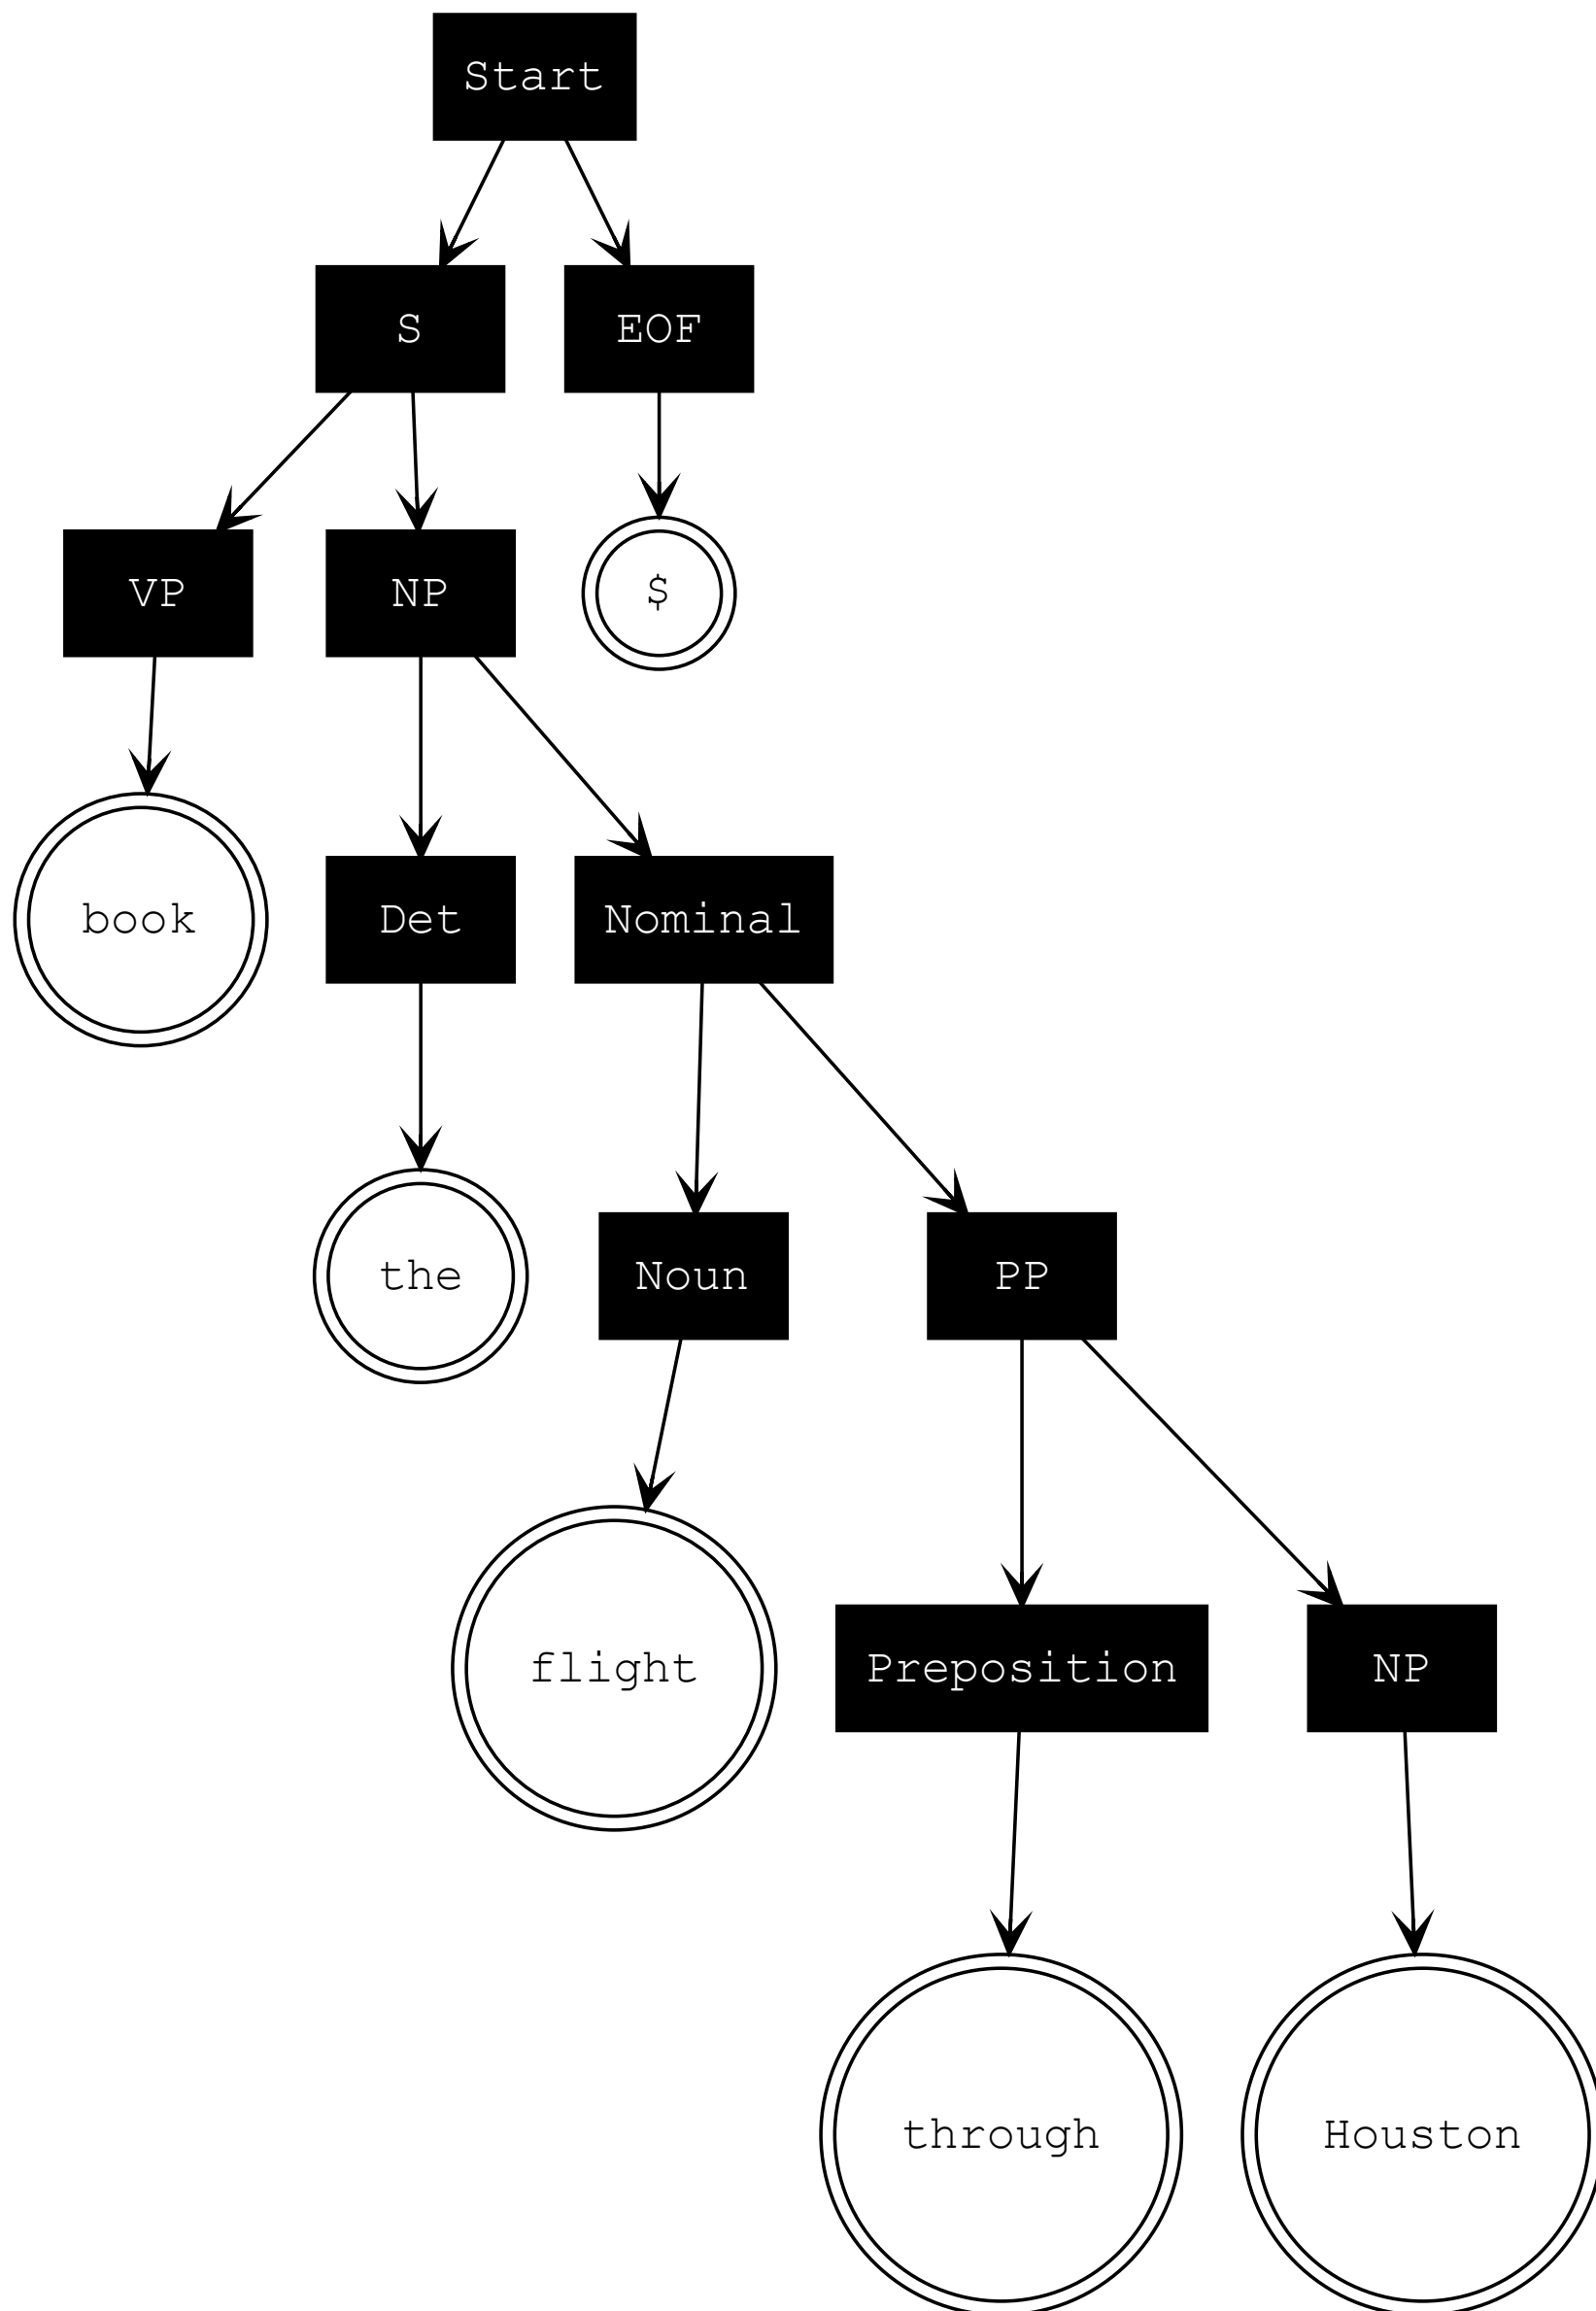 Start
S EOF
VP NP $
book Det Nominal
the Noun PP
flight Preposition NP
through Houston